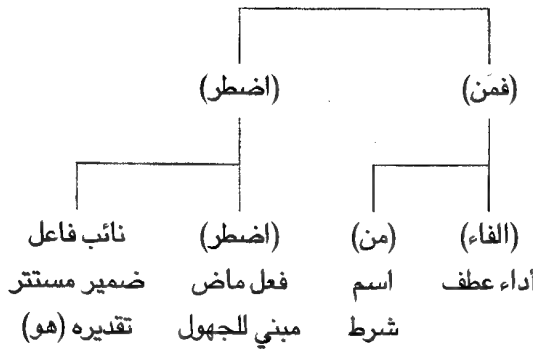 (فمَن) (اضطر)
(الفاء) (من) (اضطر) نائب فاعل
أداء عطف اسم فعل ماض ضمير مستتر
شرط مبني للجهول تقديره (هو)